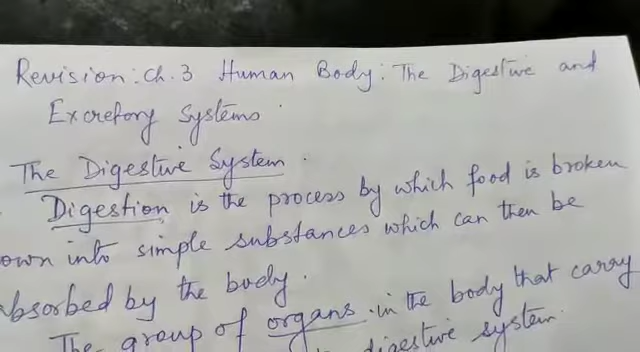 Revision: Ch. 3 Human Body: The Digestive and
Excretory Systems
The Digestive System
Digestion is the process by which food is broken
own into simple substances which can then be
absorbed by the body.
The group of organs in the body that carry
digestive system